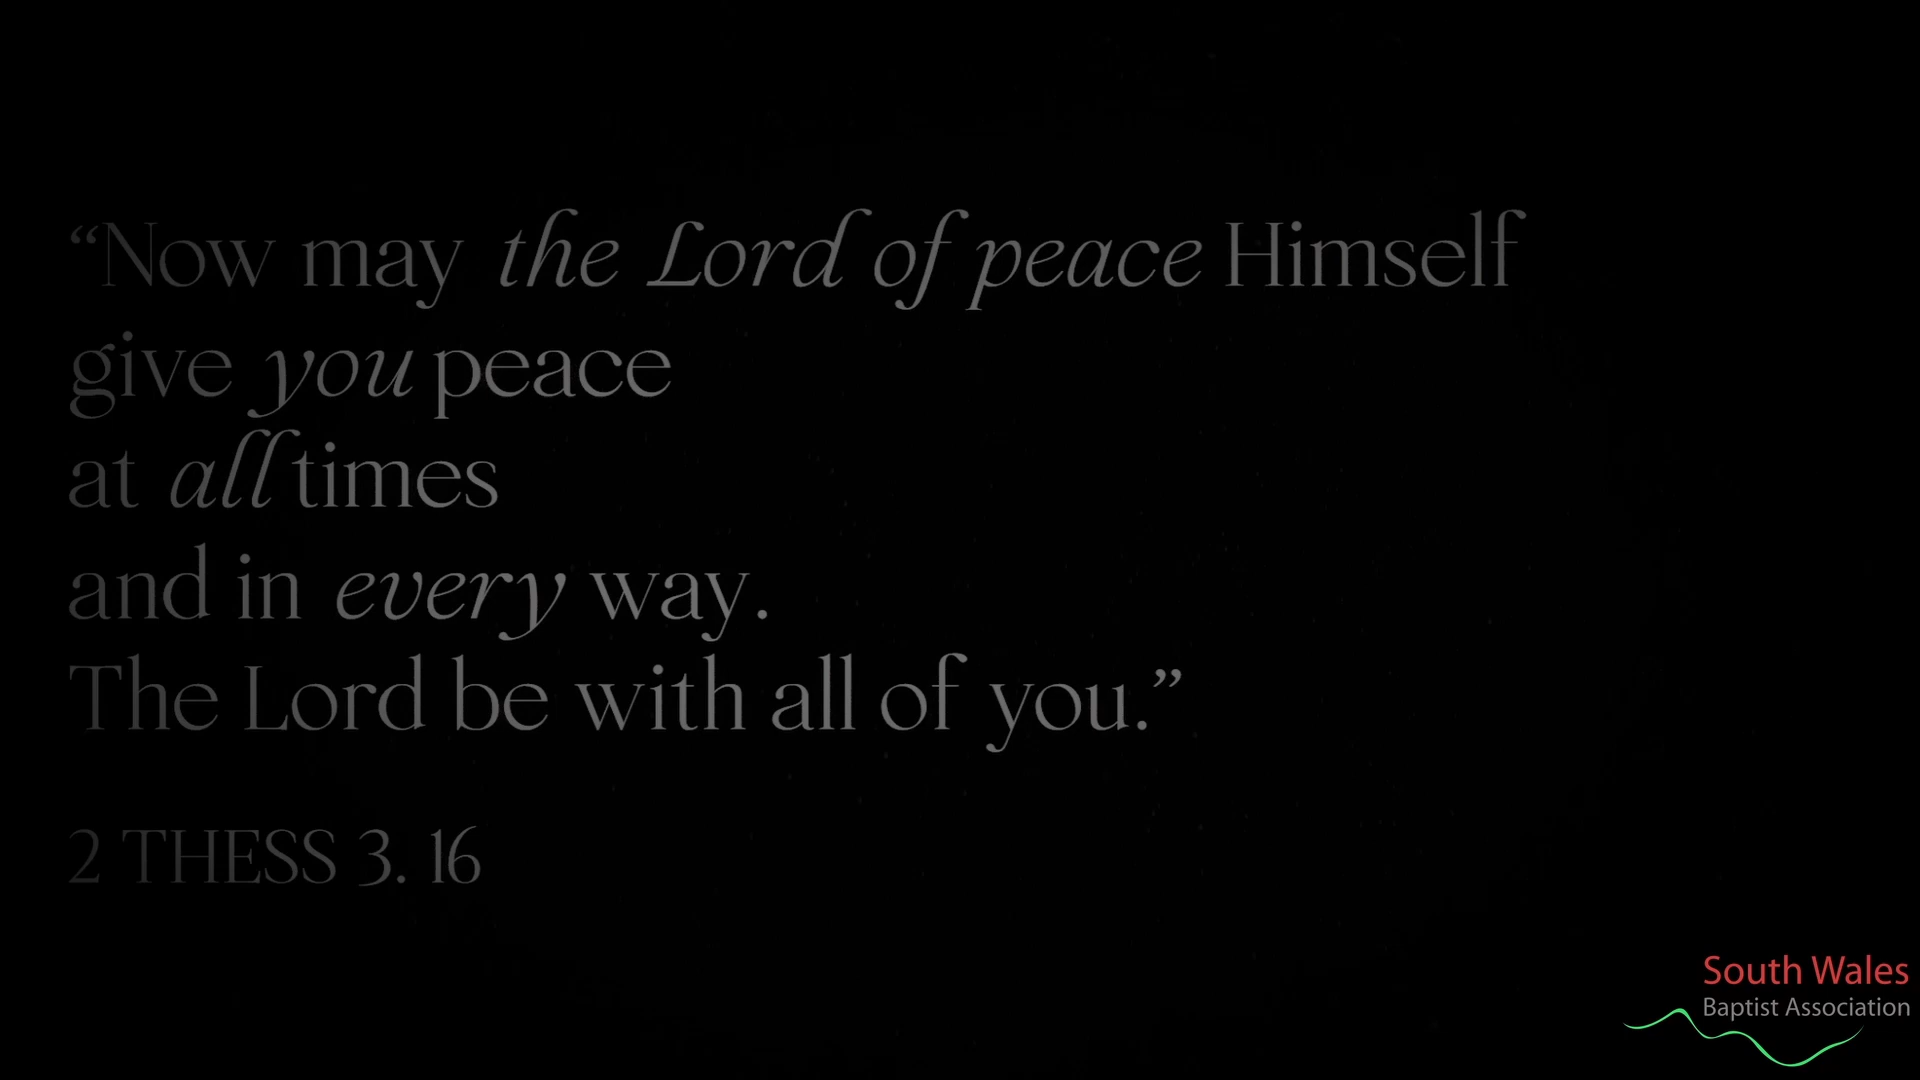 “Now may the Lord of peace Himself
give you peace
at all times
and in every way.
The Lord be with all of you.”
2 THESS 3. 16
South Wales
Baptist Association